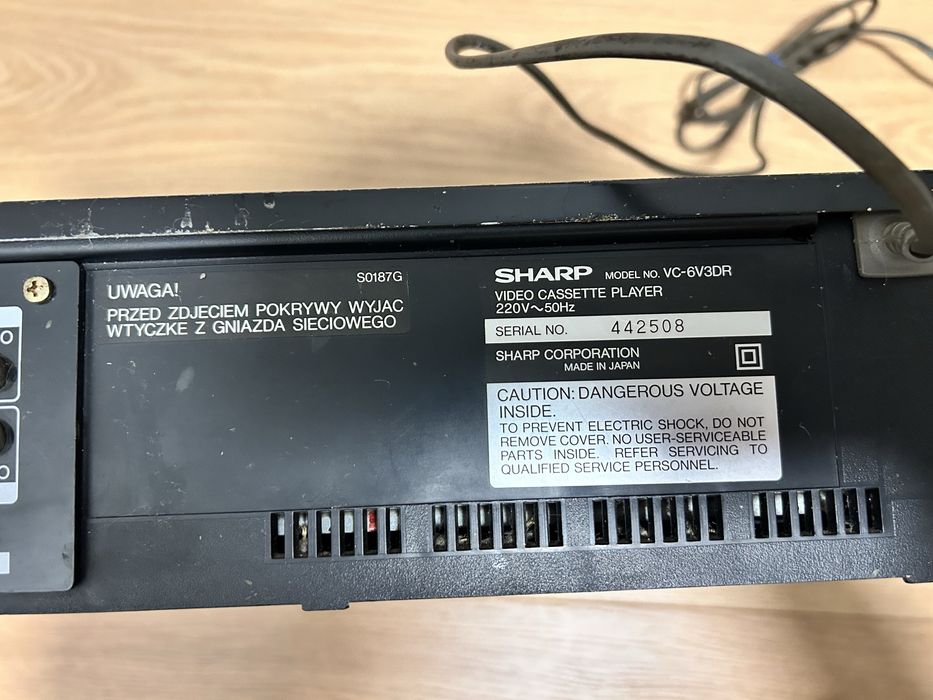 UWAGA! S0187G
PRZED ZDJECIEM POKRYWY WYJAC
WTYCZKE Z GNIAZDA SIECIOWEGO
SHARP MODEL NO. VC-6V3DR
VIDEO CASSETTE PLAYER
220V～50Hz
SERIAL NO. 442508
SHARP CORPORATION
MADE IN JAPAN
CAUTION: DANGEROUS VOLTAGE
INSIDE.
TO PREVENT ELECTRIC SHOCK, DO NOT
REMOVE COVER. NO USER-SERVICEABLE
PARTS INSIDE. REFER SERVICING TO
QUALIFIED SERVICE PERSONNEL.
O
O